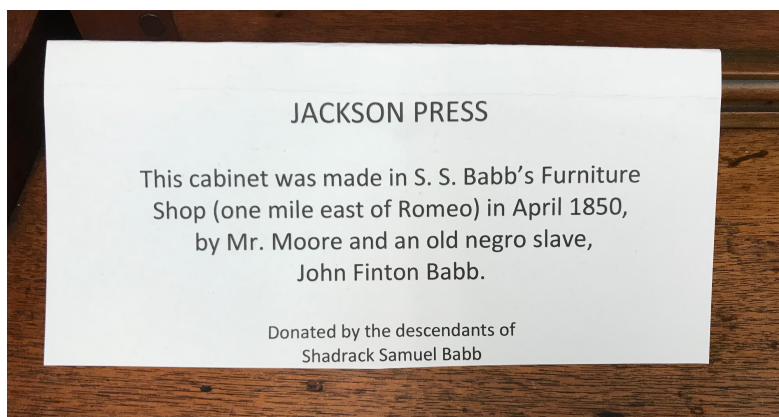 JACKSON PRESS
This cabinet was made in S. S. Babb’s Furniture
Shop (one mile east of Romeo) in April 1850,
by Mr. Moore and an old negro slave,
John Finton Babb.
Donated by the descendants of
Shadrack Samuel Babb